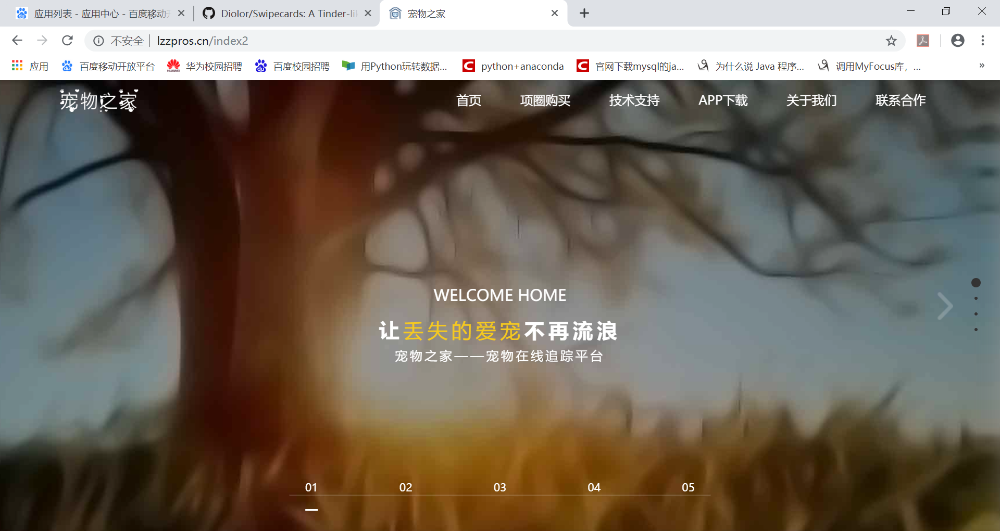 应用列表 - 应用中心 - 百度移动开
Diolor/Swipecards: A Tinder-lik
宠物之家
不安全 lzzpros.cn/index2
应用
百度移动开放平台
华为校园招聘
百度校园招聘
用Python玩转数据...
python+anaconda
官网下载mysql的ja...
为什么说 Java 程序...
调用MyFocus库，...
宠物之家
首页
项圈购买
技术支持
APP下载
关于我们
联系合作
WELCOME HOME
让丢失的爱宠不再流浪
宠物之家——宠物在线追踪平台
01 02 03 04 05